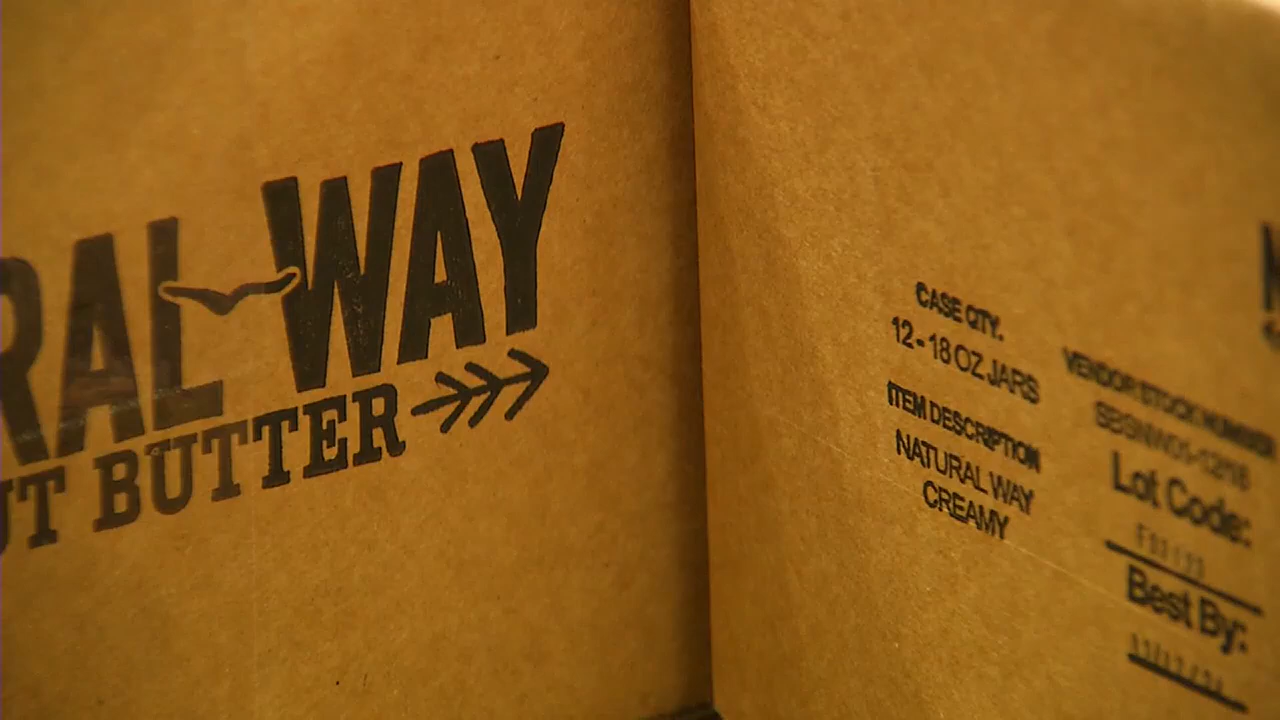 RAL WAY
UT BUTTER
CASE QTY.
12-18 OZ JARS
ITEM DESCRIPTION
NATURAL WAY
CREAMY
VENDOR STOCK NUMBER
Lot Code:
Best By: